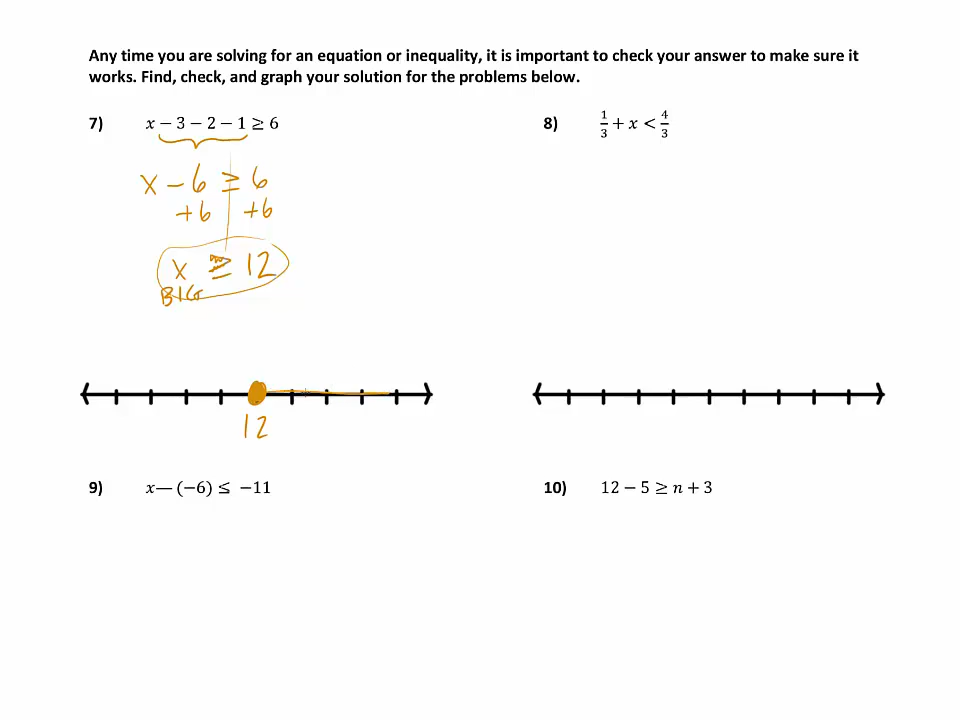 Any time you are solving for an equation or inequality, it is important to check your answer to make sure it
works. Find, check, and graph your solution for the problems below.
7) x − 3 − 2 − 1 ≥ 6
8) 1/3 + x < 4/3
x − 6 ≥ 6
+6 +6
x ≥ 12
BIG
12
9) x— (−6) ≤ −11
10) 12 − 5 ≥ n + 3